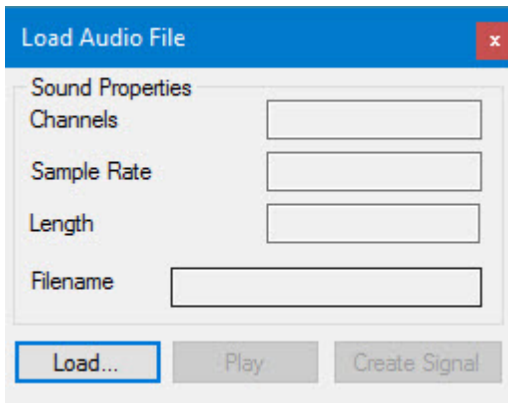 Load Audio File
x
Sound Properties
Channels
Sample Rate
Length
Filename
Load...
Play
Create Signal